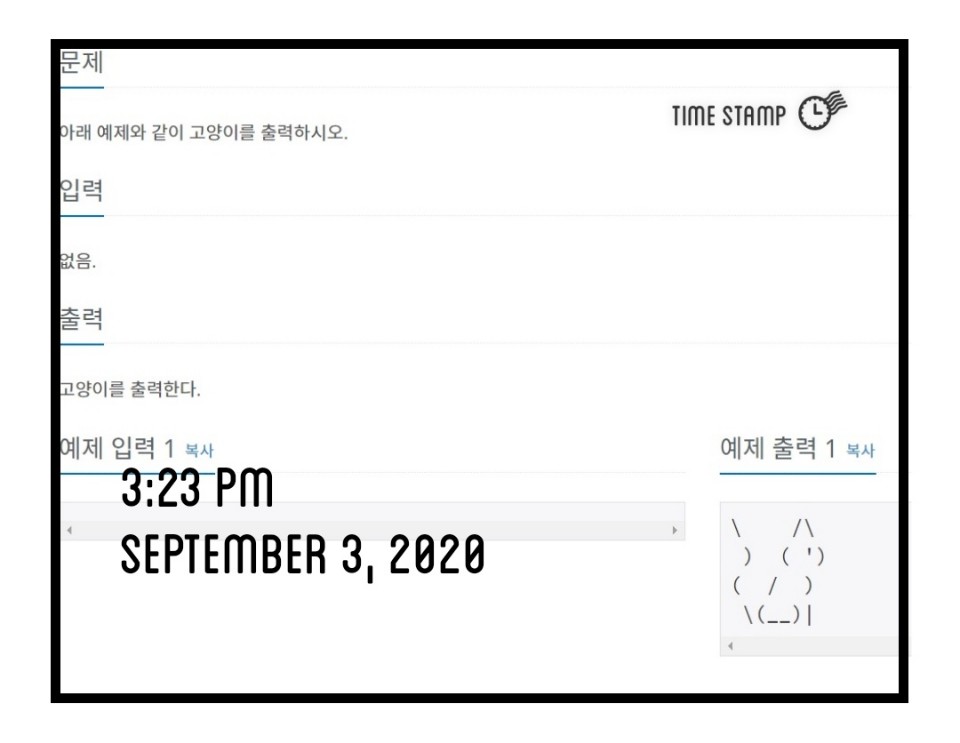 문제
TIME STAMP
아래 예제와 같이 고양이를 출력하시오.
입력
없음.
출력
고양이를 출력한다.
예제 입력 1 복사
3:23 PM
SEPTEMBER 3, 2020
예제 출력 1 복사
\    /\
 )  ( ')
(  /  )
 \(__)|